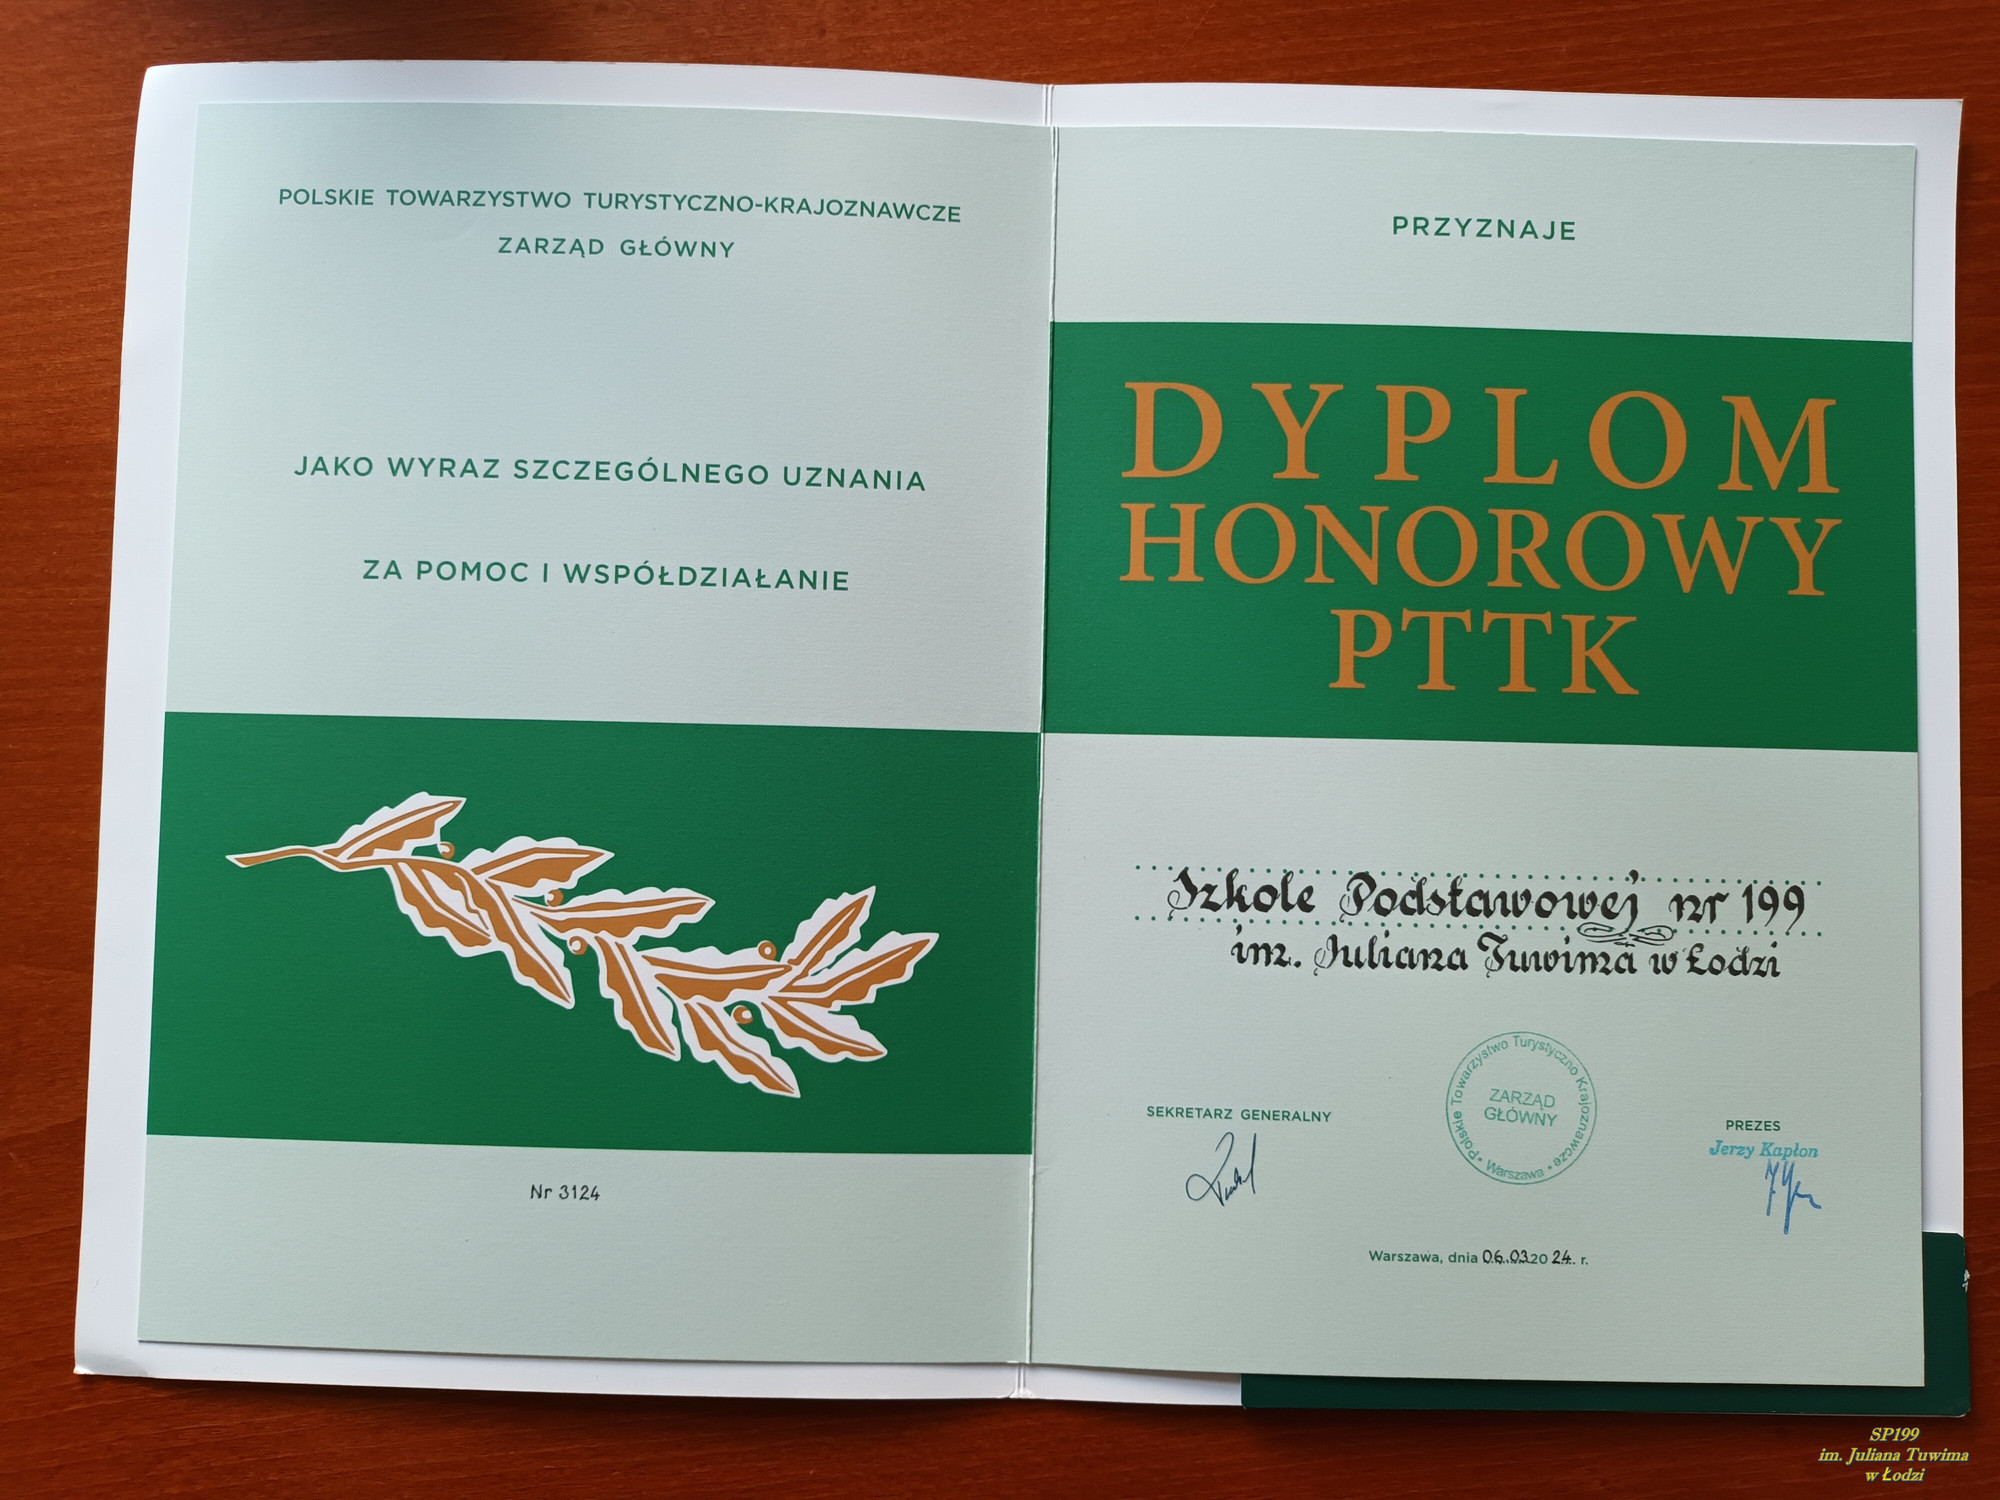 POLSKIE TOWARZYSTWO TURYSTYCZNO-KRAJOZNAWCZE
ZARZĄD GŁÓWNY
JAKO WYRAZ SZCZEGÓLNEGO UZNANIA
ZA POMOC I WSPÓŁDZIAŁANIE
Nr 3124
PRZYZNAJE
DYPLOM
HONOROWY
PTTK
Szkole Podstawowej nr 199
im. Juliana Tuwima w Łodzi
SEKRETARZ GENERALNY
Polskie Towarzystwo Turystyczno Krajoznawcze • Warszawa •
ZARZĄD
GŁÓWNY
PREZES
Jerzy Kapłon
Warszawa, dnia 06.03.2024. r.
SP199
im. Juliana Tuwima
w Łodzi